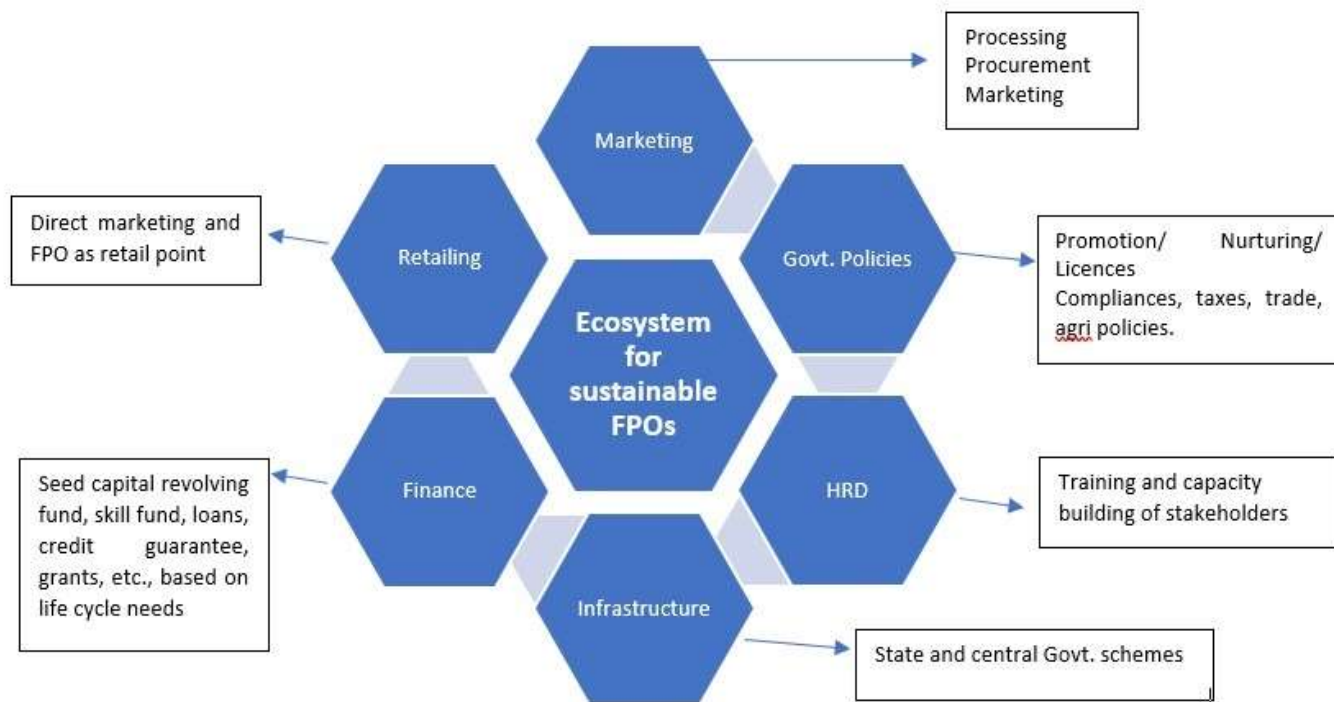 Processing
Procurement
Marketing
Marketing
Direct marketing and
FPO as retail point
Retailing
Govt. Policies
Promotion/ Nurturing/
Licences
Compliances, taxes, trade,
agri policies.
Ecosystem
for
sustainable
FPOs
Seed capital revolving
fund, skill fund, loans,
credit guarantee,
grants, etc., based on
life cycle needs
Finance
HRD
Training and capacity
building of stakeholders
Infrastructure
State and central Govt. schemes